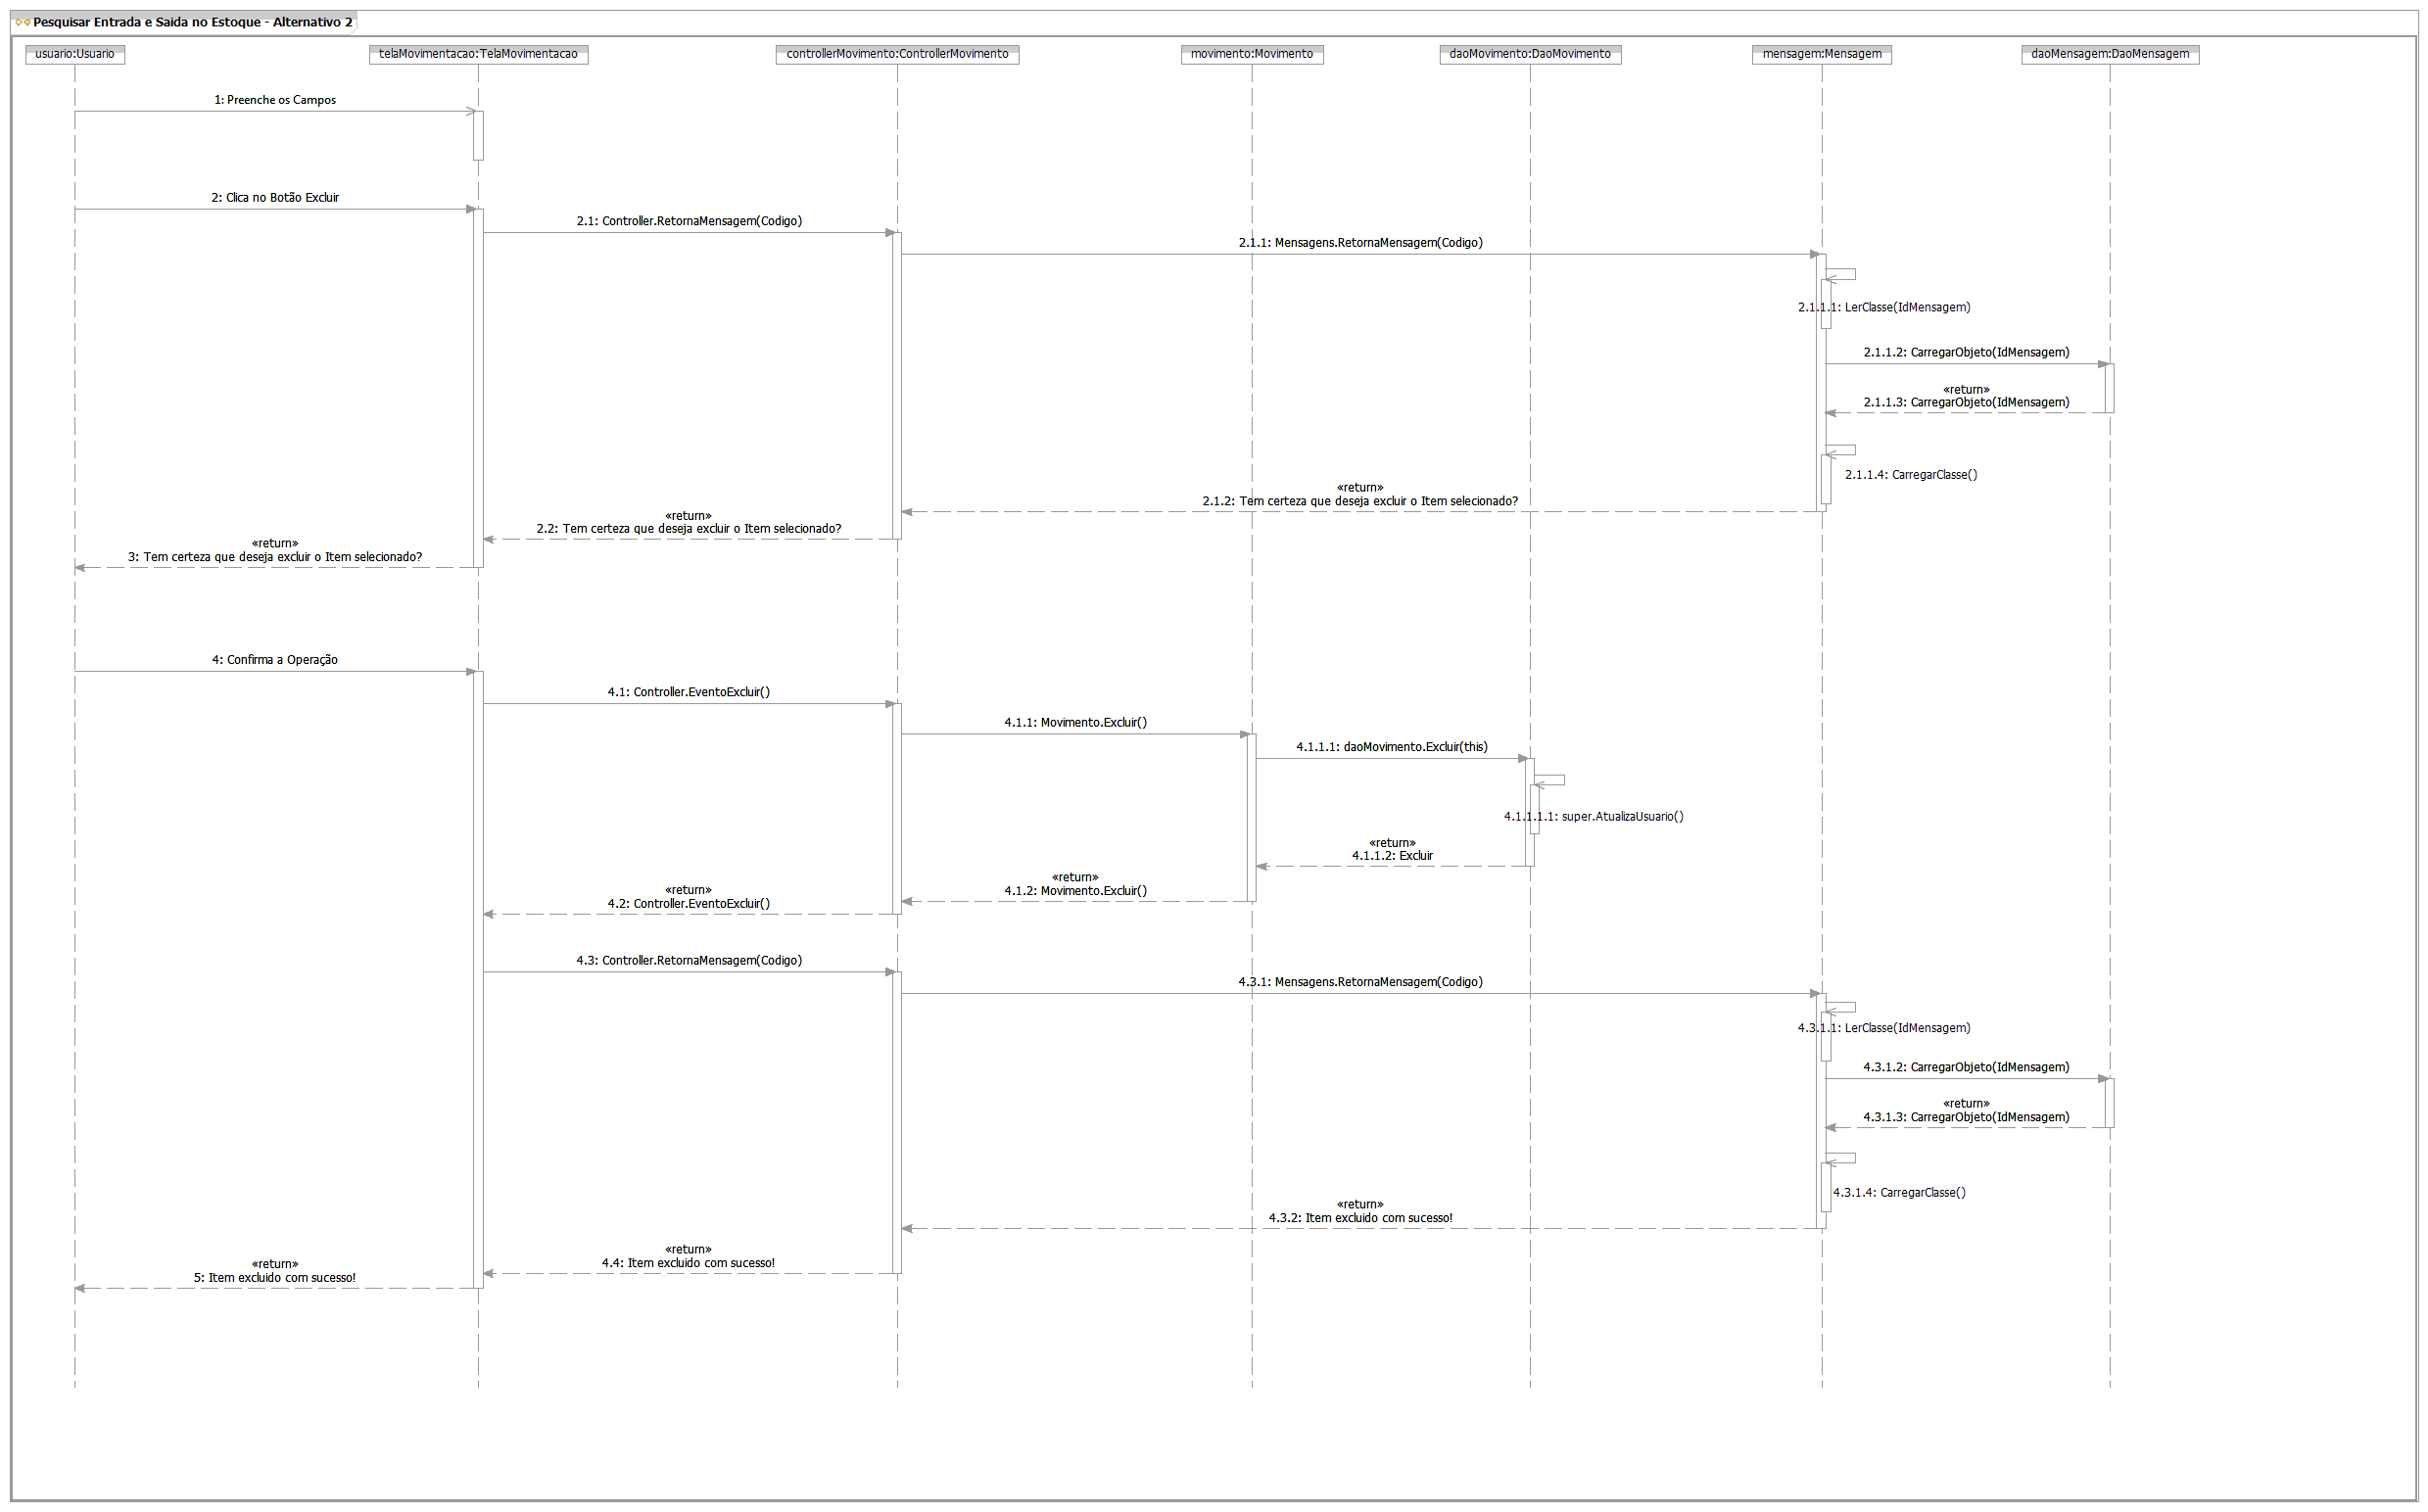 Pesquisar Entrada e Saida no Estoque - Alternativo 2
usuario:Usuario
telaMovimentacao:TelaMovimentacao
controllerMovimento:ControllerMovimento
movimento:Movimento
daoMovimento:DaoMovimento
mensagem:Mensagem
daoMensagem:DaoMensagem
1: Preenche os Campos
2: Clica no Botão Excluir
2.1: Controller.RetornaMensagem(Codigo)
2.1.1: Mensagens.RetornaMensagem(Codigo)
2.1.1.1: LerClasse(IdMensagem)
2.1.1.2: CarregarObjeto(IdMensagem)
«return»
2.1.1.3: CarregarObjeto(IdMensagem)
2.1.1.4: CarregarClasse()
«return»
2.1.2: Tem certeza que deseja excluir o Item selecionado?
«return»
2.2: Tem certeza que deseja excluir o Item selecionado?
«return»
3: Tem certeza que deseja excluir o Item selecionado?
4: Confirma a Operação
4.1: Controller.EventoExcluir()
4.1.1: Movimento.Excluir()
4.1.1.1: daoMovimento.Excluir(this)
4.1.1.1.1: super.AtualizaUsuario()
«return»
4.1.1.2: Excluir
«return»
4.1.2: Movimento.Excluir()
«return»
4.2: Controller.EventoExcluir()
4.3: Controller.RetornaMensagem(Codigo)
4.3.1: Mensagens.RetornaMensagem(Codigo)
4.3.1.1: LerClasse(IdMensagem)
4.3.1.2: CarregarObjeto(IdMensagem)
«return»
4.3.1.3: CarregarObjeto(IdMensagem)
4.3.1.4: CarregarClasse()
«return»
4.3.2: Item excluido com sucesso!
«return»
4.4: Item excluido com sucesso!
«return»
5: Item excluido com sucesso!